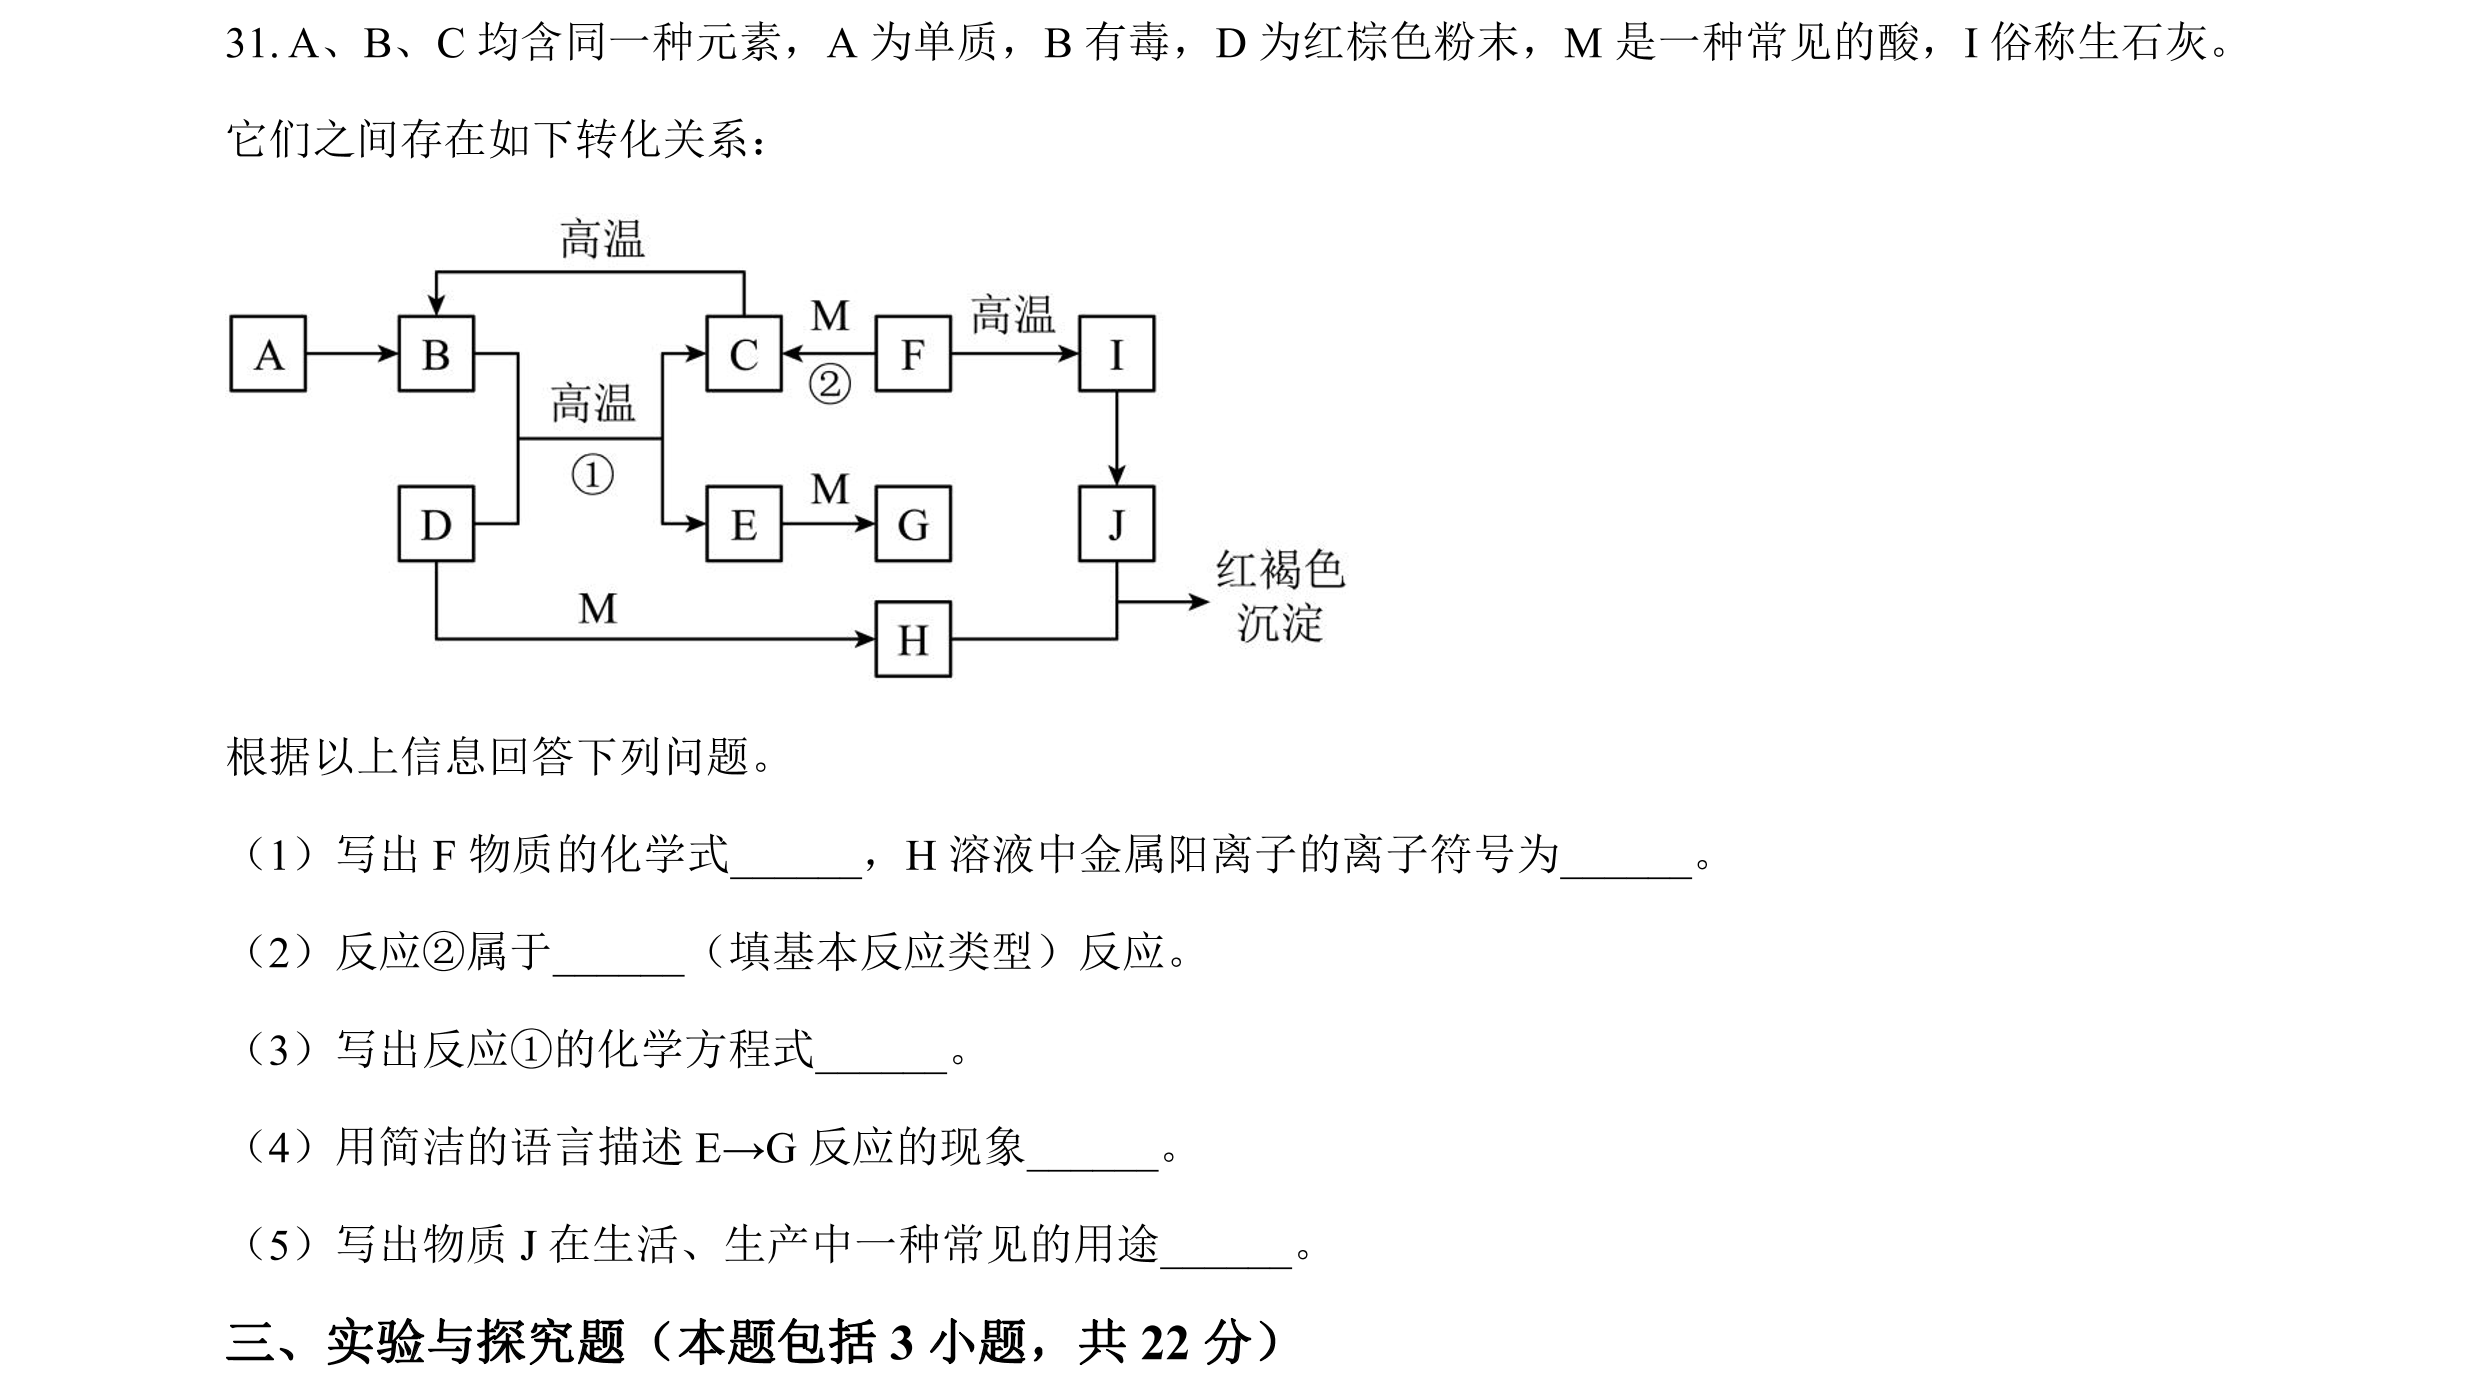 31. A、B、C 均含同一种元素，A 为单质，B 有毒，D 为红棕色粉末，M 是一种常见的酸，I 俗称生石灰。
它们之间存在如下转化关系：
高温
A B C M ② F 高温 I
高温
①
D E M G J
红褐色
沉淀
M
H
根据以上信息回答下列问题。
（1）写出 F 物质的化学式______，H 溶液中金属阳离子的离子符号为______。
（2）反应②属于______（填基本反应类型）反应。
（3）写出反应①的化学方程式______。
（4）用简洁的语言描述 E→G 反应的现象______。
（5）写出物质 J 在生活、生产中一种常见的用途______。
三、实验与探究题（本题包括 3 小题，共 22 分）